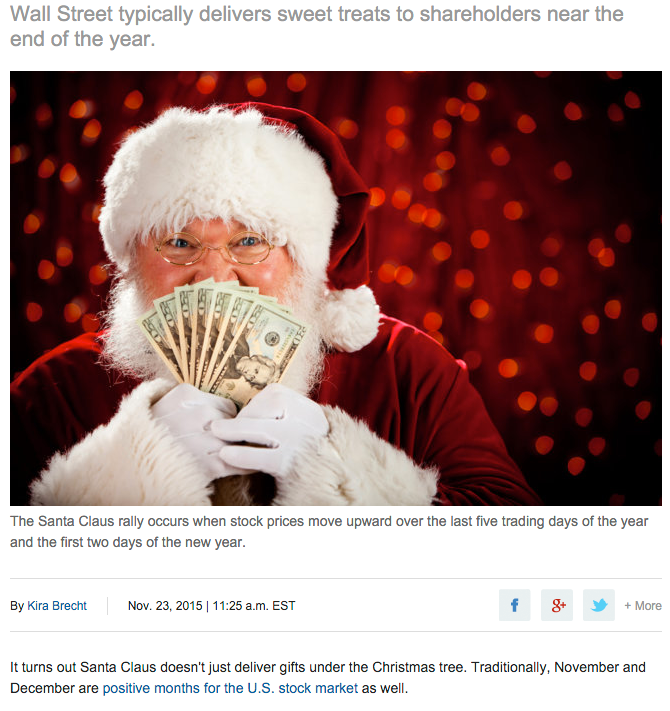 Wall Street typically delivers sweet treats to shareholders near the
end of the year.
The Santa Claus rally occurs when stock prices move upward over the last five trading days of the year
and the first two days of the new year.
By Kira Brecht
Nov. 23, 2015 | 11:25 a.m. EST
f
g+
+ More
It turns out Santa Claus doesn't just deliver gifts under the Christmas tree. Traditionally, November and
December are positive months for the U.S. stock market as well.